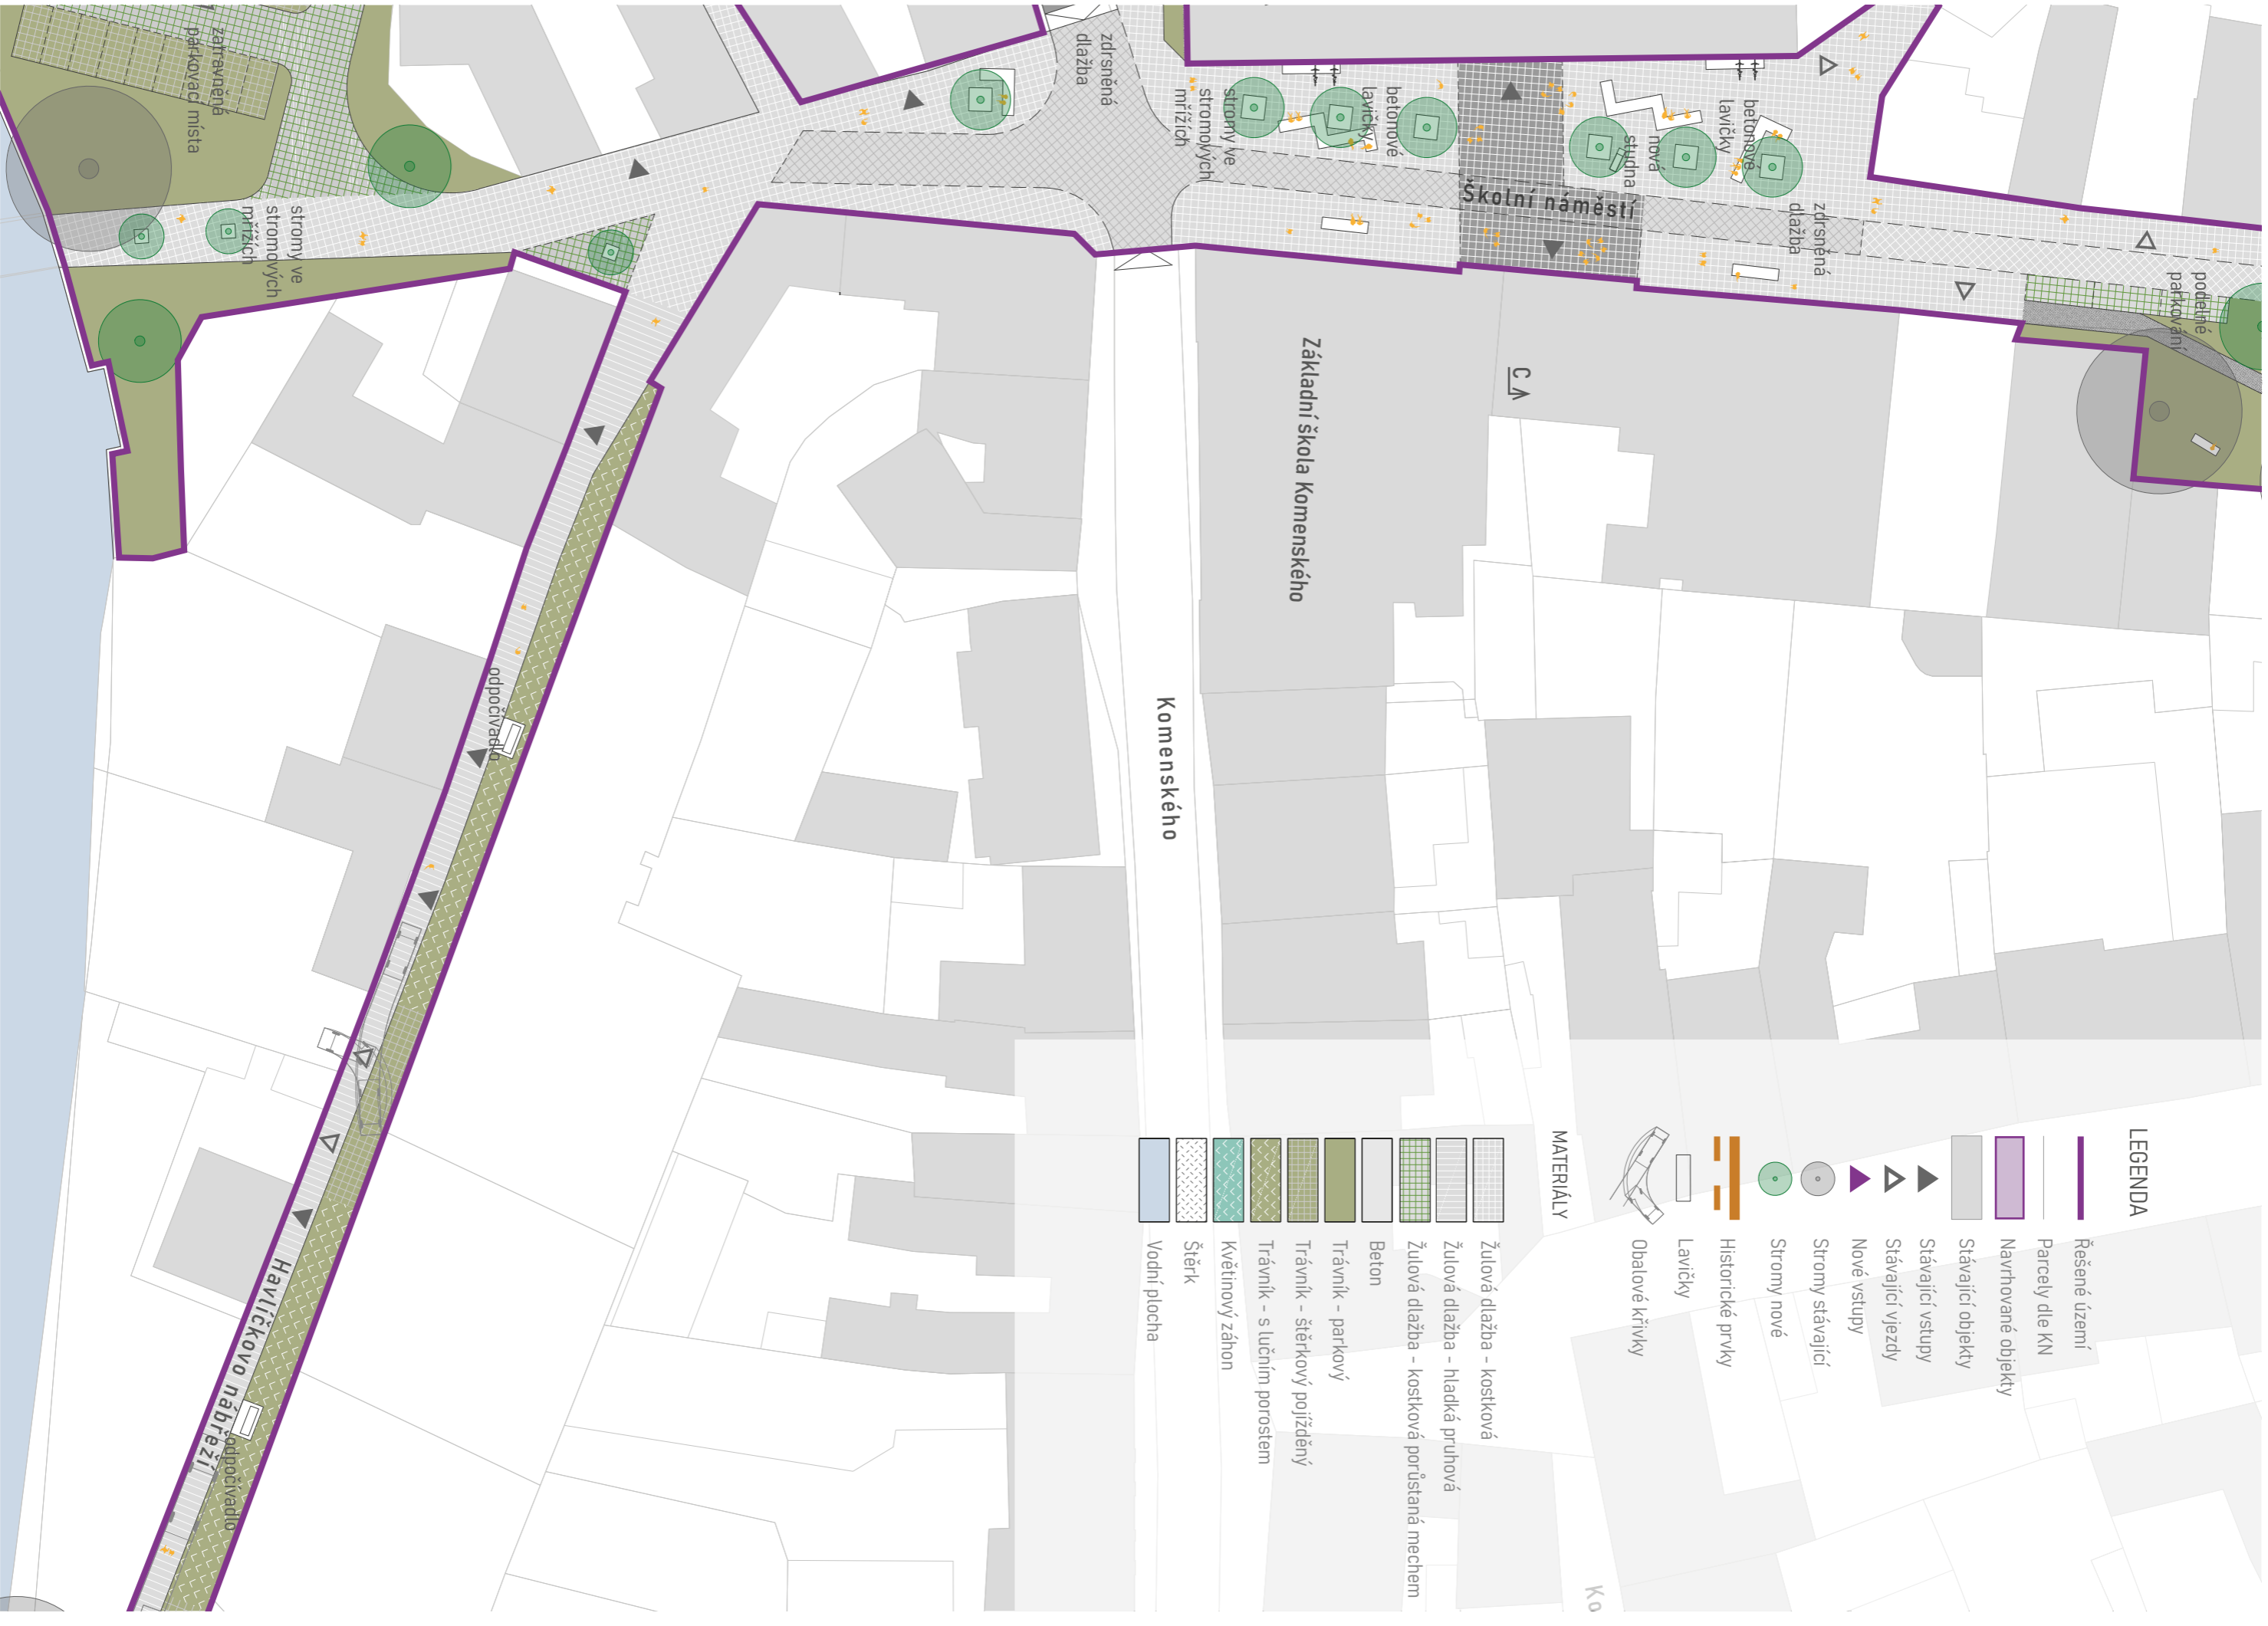 zatravněná
parkovací místa
stromy ve
stromových
mřížích
zdrsněná
dlažba
stromy ve
stromových
mřížích
betonové
lavičky
nová
studna
betonové
lavičky
zdrsněná
dlažba
podélné
parkování
Školní náměstí
Základní škola Komenského
C
Komenského
odpočívadlo
Havlíčkovo nábřeží
odpočívadlo
LEGENDA
Řešené území
Parcely dle KN
Navrhované objekty
Stávající objekty
Stávající vstupy
Stávající vjezdy
Nové vstupy
Stromy stávající
Stromy nové
Historické prvky
Lavičky
Obalové křivky
MATERIÁLY
Žulová dlažba - kostková
Žulová dlažba - hladká pruhová
Žulová dlažba - kostková porůstaná mechem
Beton
Trávník - parkový
Trávník - štěrkový pojížděný
Trávník - s lučním porostem
Květinový záhon
Štěrk
Vodní plocha
Ko